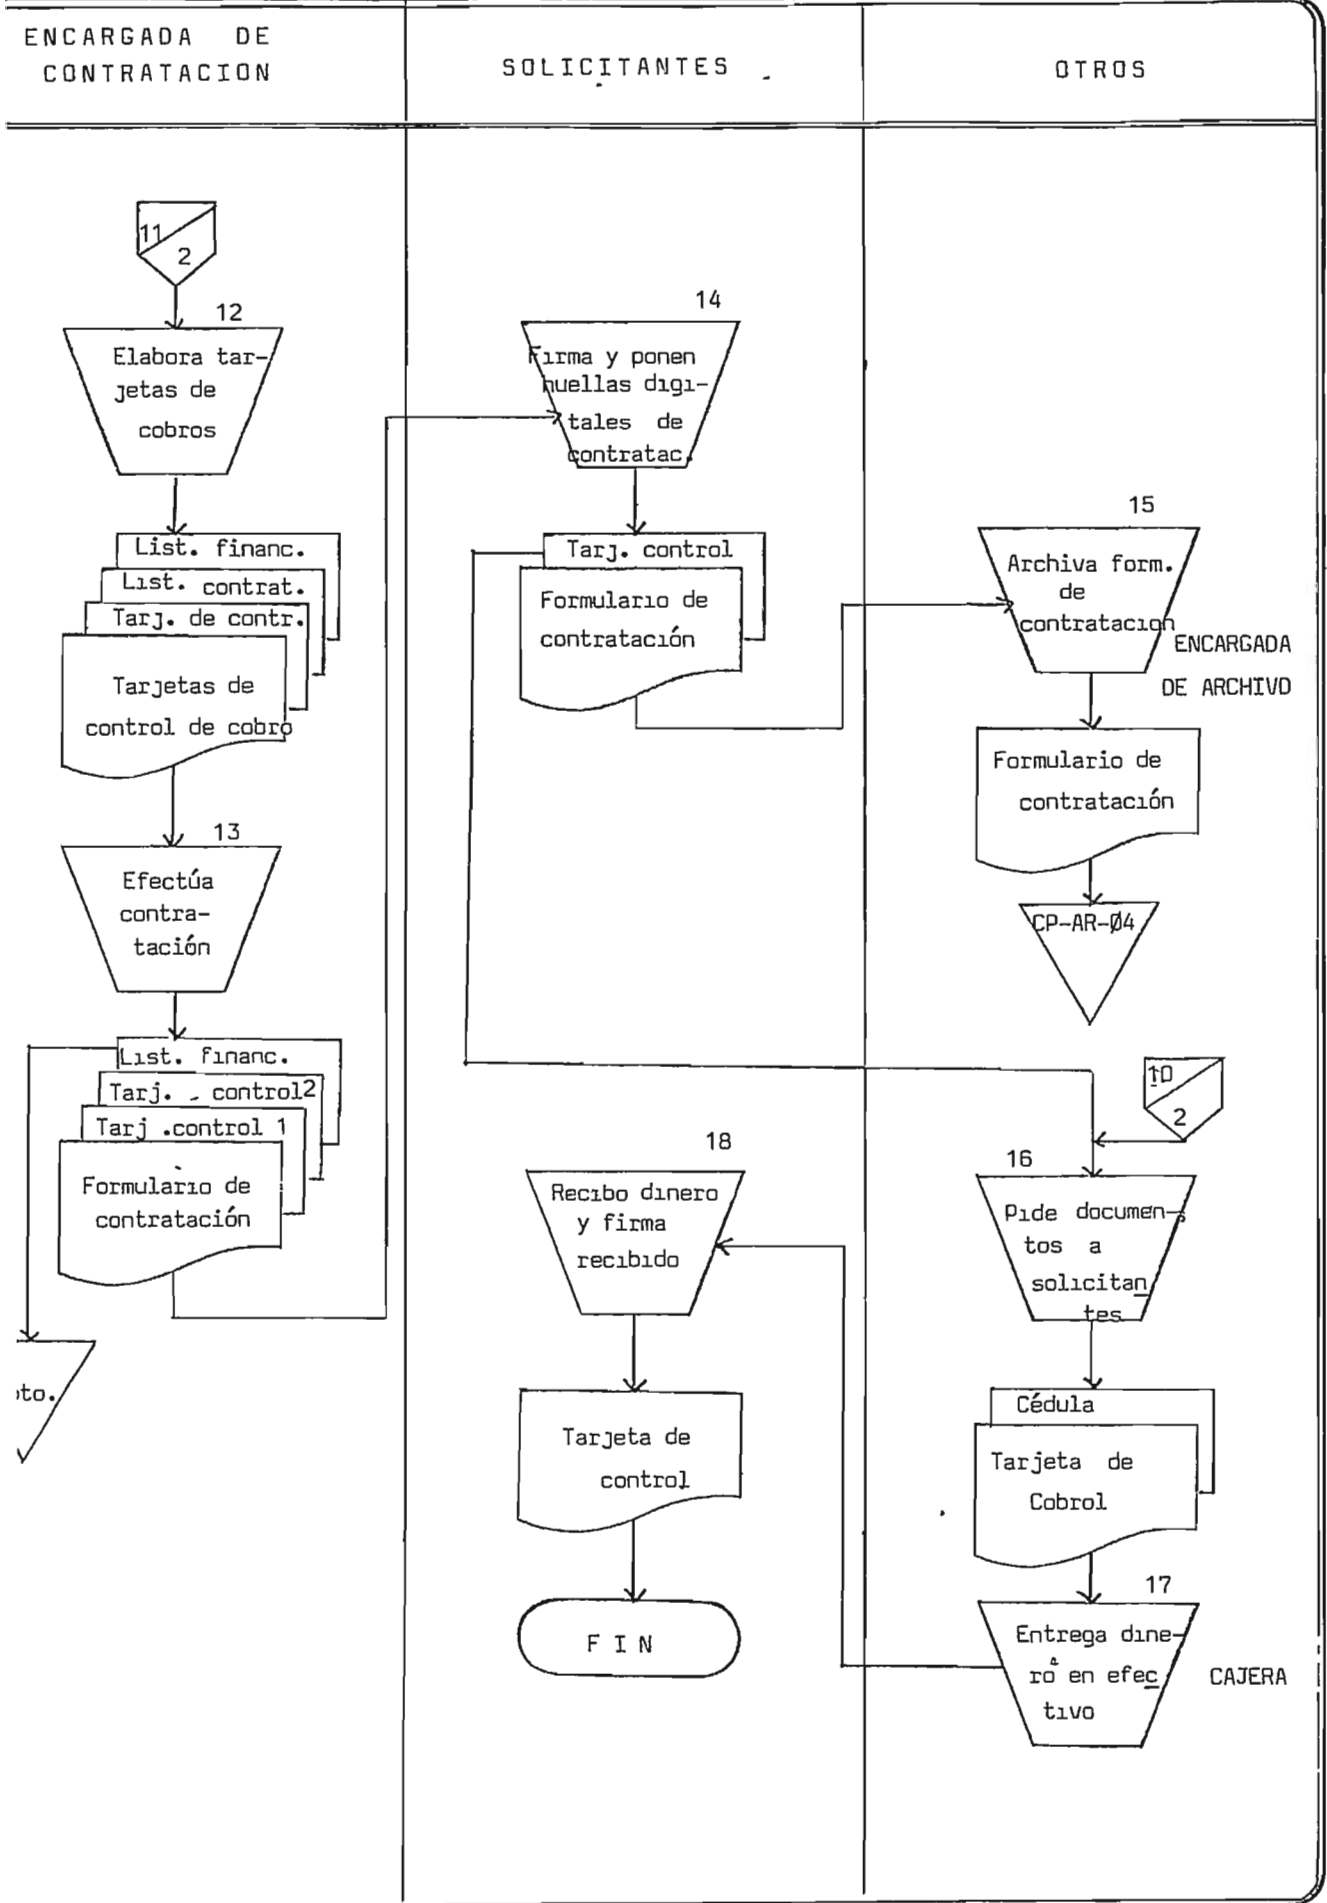 ENCARGADA DE
CONTRATACION
SOLICITANTES
OTROS
11
2
12
Elabora tar-
jetas de
cobros
List. financ.
List. contrat.
Tarj. de contr.
Tarjetas de
control de cobro
13
Efectúa
contra-
tación
List. financ.
Tarj. - control2
Tarj .control 1
Formulario de
contratación
14
Firma y ponen
huellas digi-
tales de
contratac.
Tarj. control
Formulario de
contratación
18
Recibo dinero
y firma
recibido
Tarjeta de
control
FIN
15
Archiva form.
de
contratacion
ENCARGADA
DE ARCHIVO
Formulario de
contratación
CP-AR-Ø4
10
2
16
Pide documen-
tos a
solicitan
tes
Cédula
Tarjeta de
Cobrol
17
Entrega dine-
ro en efec
tivo
CAJERA